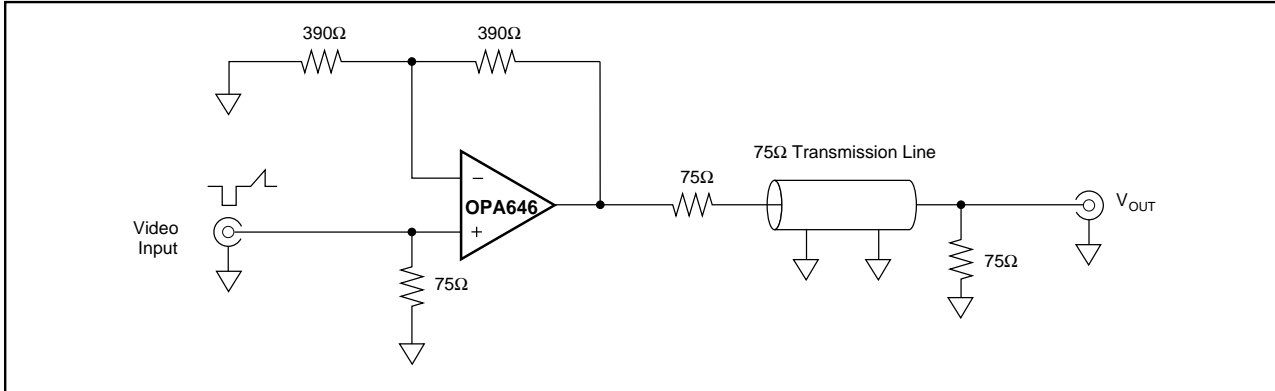 390Ω
390Ω
75Ω Transmission Line
75Ω
−
OPA646
+
VOUT
Video
Input
75Ω
75Ω